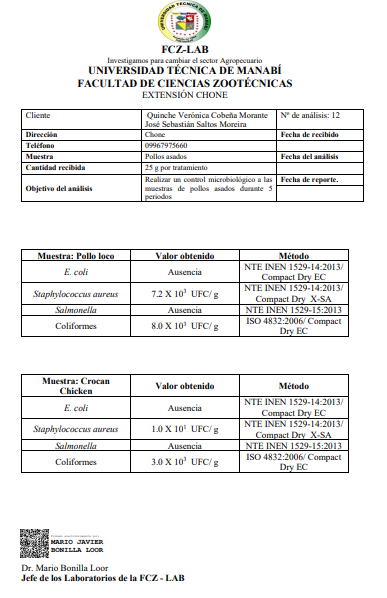 UNIVERSIDAD TÉCNICA DE MANABÍ
FCZ-LAB
Investigamos para cambiar el sector Agropecuario
UNIVERSIDAD TÉCNICA DE MANABÍ
FACULTAD DE CIENCIAS ZOOTÉCNICAS
EXTENSIÓN CHONE
Cliente Quinche Verónica Cobeña Morante Nº de análisis: 12
José Sebastián Saltos Moreira
Dirección Chone Fecha de recibido
Teléfono 09967975660
Muestra Pollos asados Fecha del análisis
Cantidad recibida 25 g por tratamiento
Objetivo del análisis Realizar un control microbiológico a las Fecha de reporte.
muestras de pollos asados durante 5
periodos
Muestra: Pollo loco Valor obtenido Método
E. coli Ausencia NTE INEN 1529-14:2013/
Compact Dry EC
Staphylococcus aureus 7.2 X 10³ UFC/ g NTE INEN 1529-14:2013/
Compact Dry X-SA
Salmonella Ausencia NTE INEN 1529-15:2013
Coliformes 8.0 X 10³ UFC/ g ISO 4832:2006/ Compact
Dry EC
Muestra: Crocan
Chicken Valor obtenido Método
E. coli Ausencia NTE INEN 1529-14:2013/
Compact Dry EC
Staphylococcus aureus 1.0 X 10¹ UFC/ g NTE INEN 1529-14:2013/
Compact Dry X-SA
Salmonella Ausencia NTE INEN 1529-15:2013
Coliformes 3.0 X 10³ UFC/ g ISO 4832:2006/ Compact
Dry EC
MARIO JAVIER
BONILLA LOOR
Dr. Mario Bonilla Loor
Jefe de los Laboratorios de la FCZ - LAB